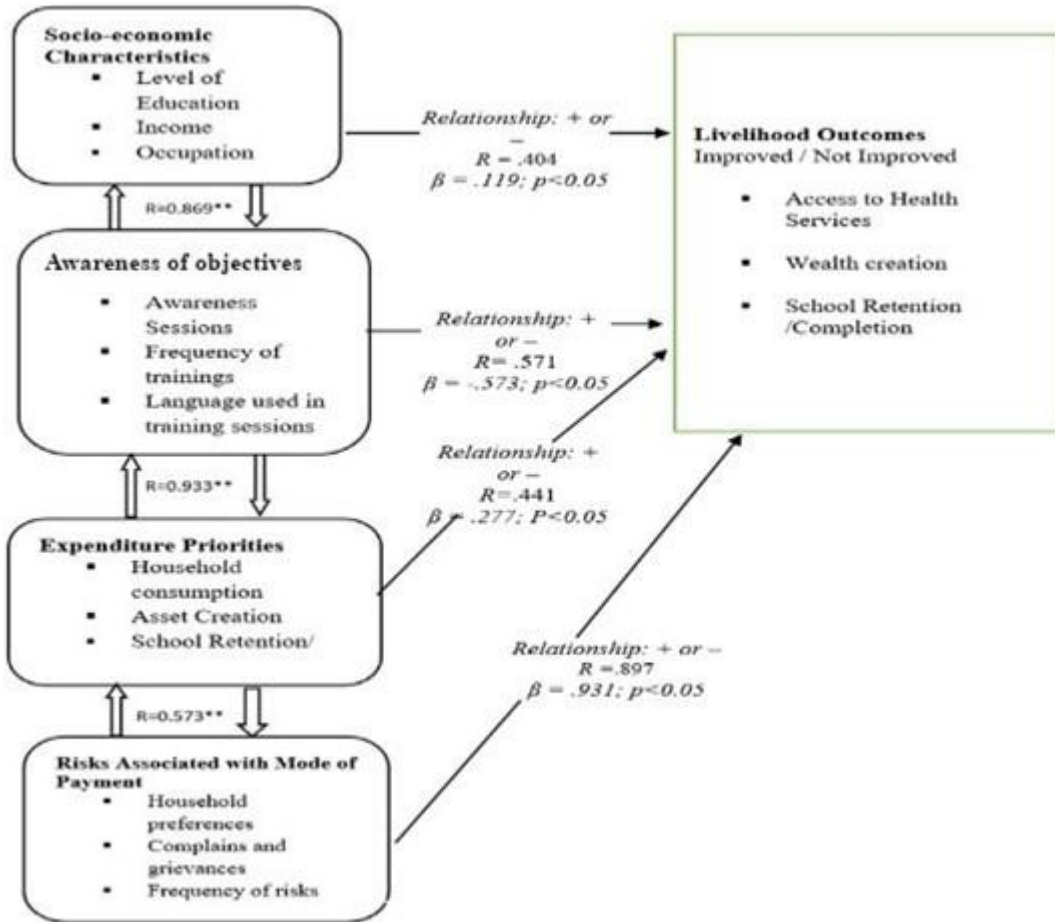 Socio-economic
Characteristics
▪ Level of
Education
▪ Income
▪ Occupation
R=0.869**
Awareness of objectives
▪ Awareness
Sessions
▪ Frequency of
trainings
▪ Language used in
training sessions
R=0.933**
Expenditure Priorities
▪ Household
consumption
▪ Asset Creation
▪ School Retention/
R=0.573**
Risks Associated with Mode of
Payment
▪ Household
preferences
▪ Complains and
grievances
▪ Frequency of risks
Relationship: + or
–
R = .404
β = .119; p<0.05
Relationship: +
or –
R= .571
β = -.573; p<0.05
Relationship: +
or –
R=.441
β = .277; P<0.05
Relationship: + or –
R =.897
β = .931; p<0.05
Livelihood Outcomes
Improved / Not Improved
▪ Access to Health
Services
▪ Wealth creation
▪ School Retention
/Completion